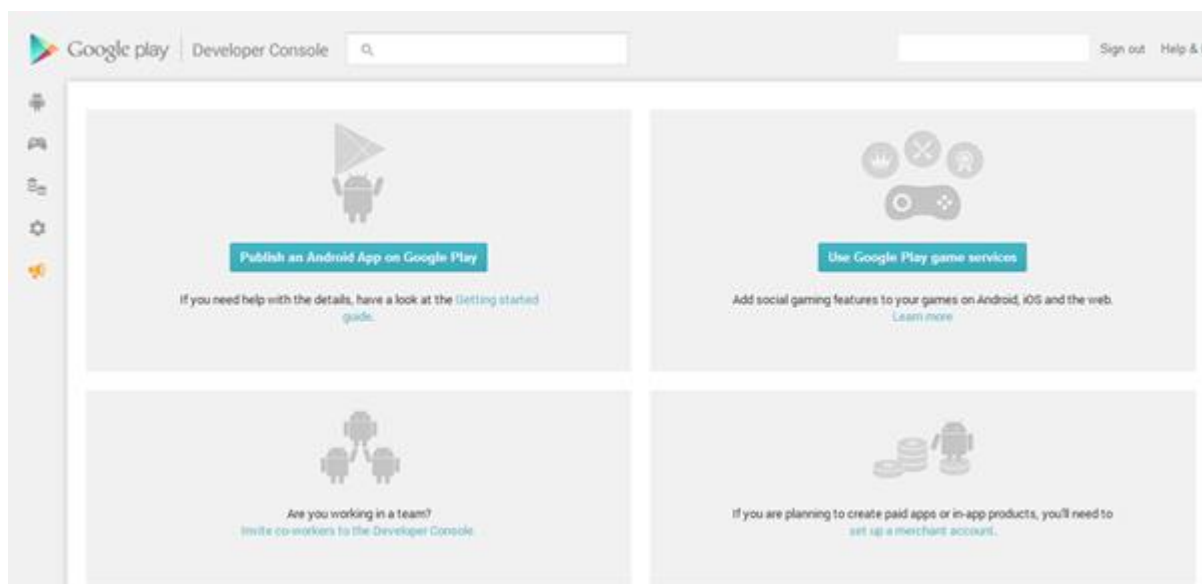 Google play Developer Console
Sign out Help &
Publish an Android App on Google Play
If you need help with the details, have a look at the Getting started
guide.
Use Google Play game services
Add social gaming features to your games on Android, iOS and the web.
Learn more
Are you working in a team?
Invite co-workers to the Developer Console
If you are planning to create paid apps or in-app products, you'll need to
set up a merchant account.